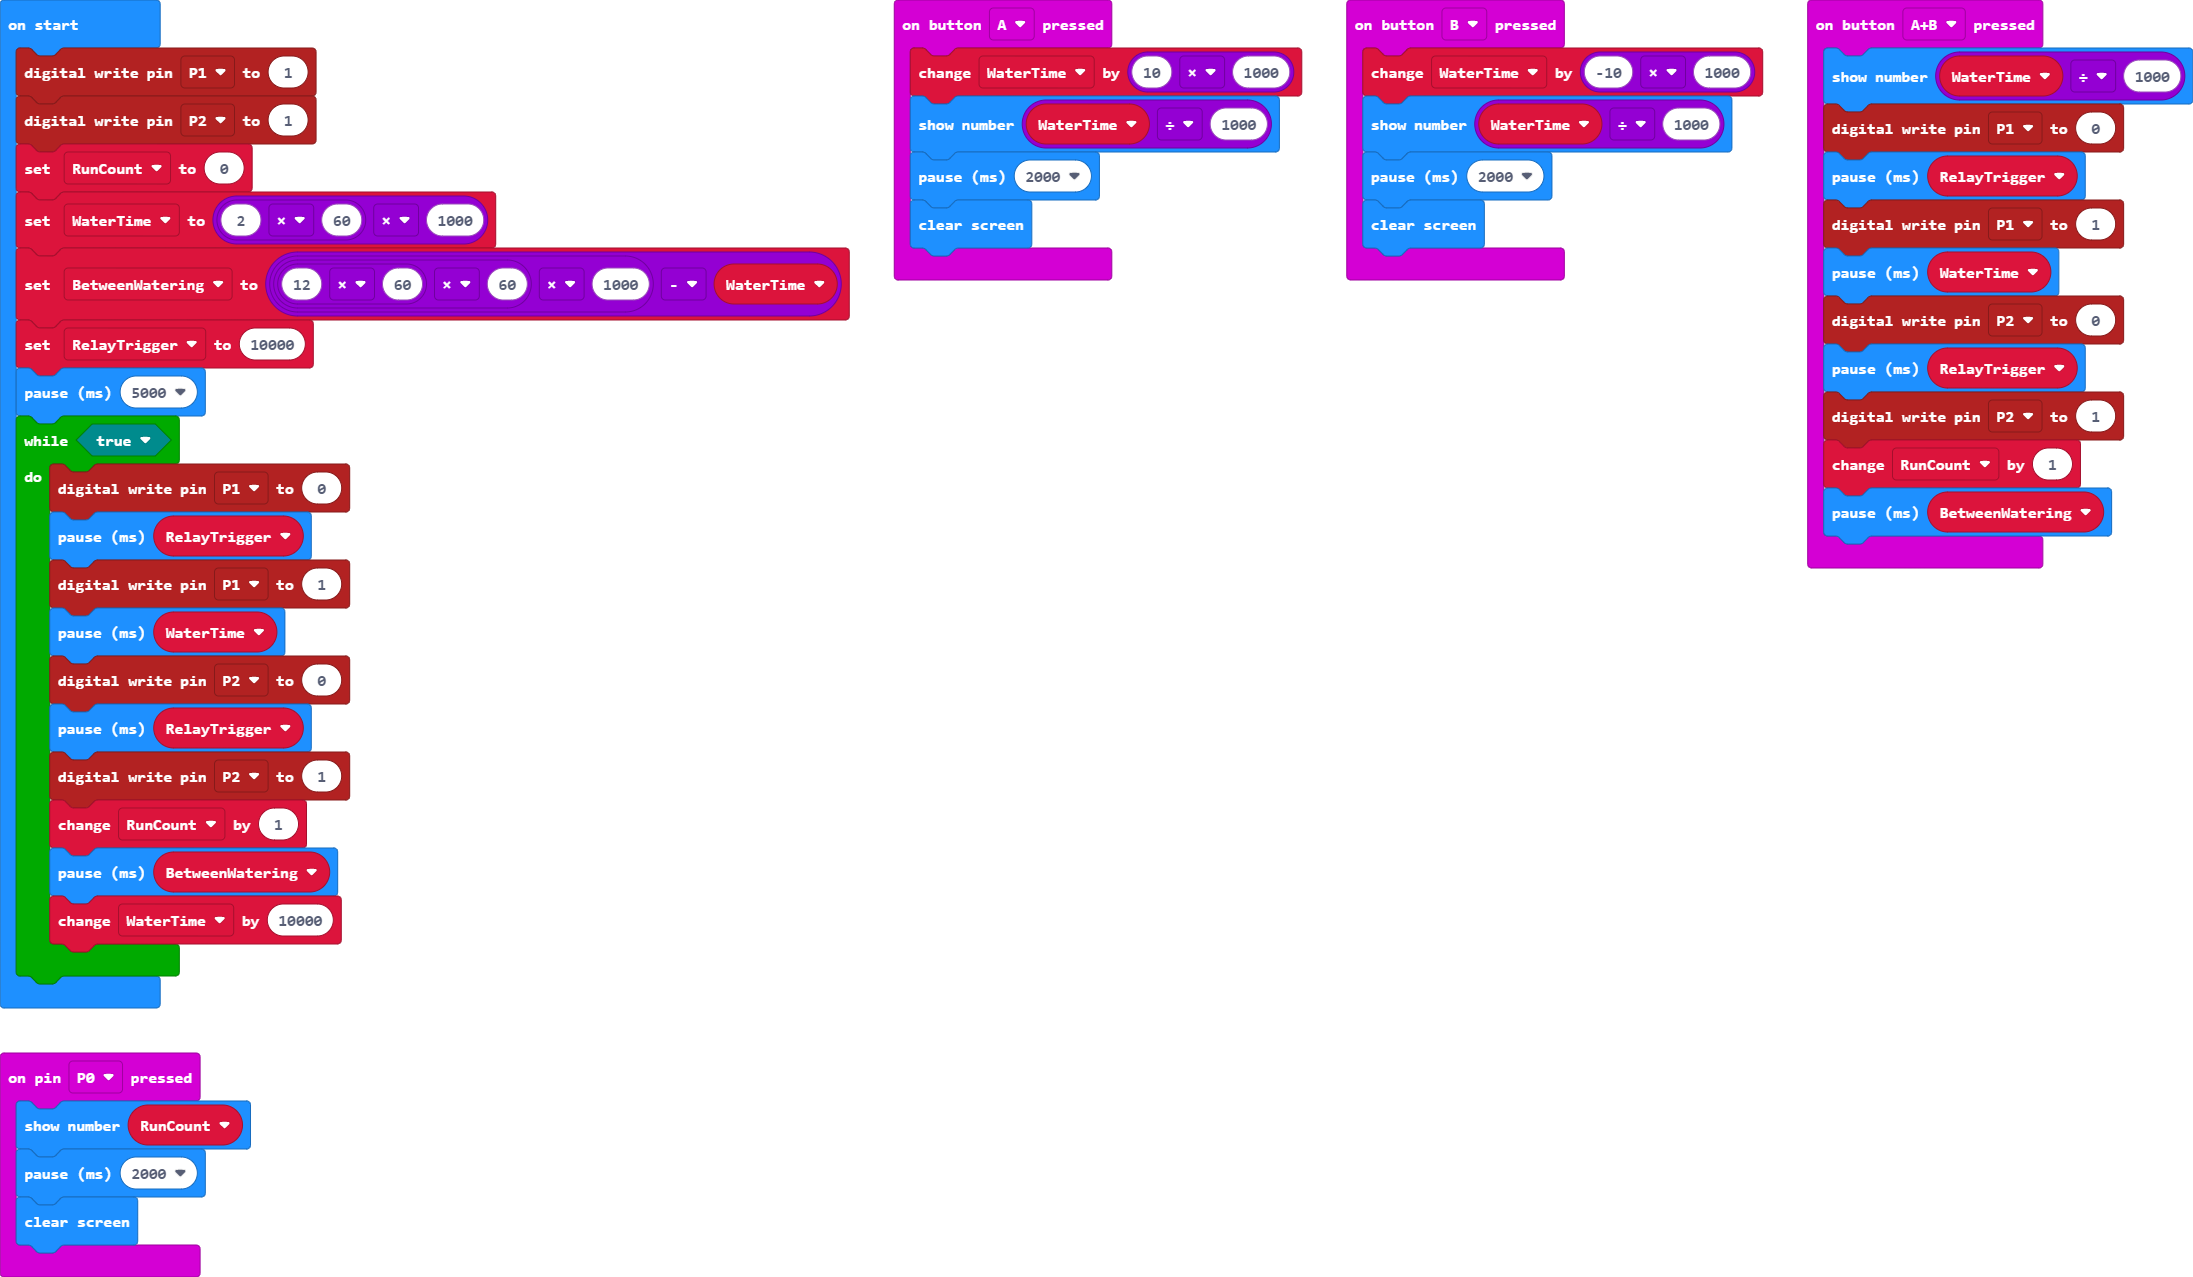 on start
digital write pin P1 to 1
digital write pin P2 to 1
set RunCount to 0
set WaterTime to 2 × 60 × 1000
set BetweenWatering to 12 × 60 × 60 × 1000 - WaterTime
set RelayTrigger to 10000
pause (ms) 5000
while true
do
digital write pin P1 to 0
pause (ms) RelayTrigger
digital write pin P1 to 1
pause (ms) WaterTime
digital write pin P2 to 0
pause (ms) RelayTrigger
digital write pin P2 to 1
change RunCount by 1
pause (ms) BetweenWatering
change WaterTime by 10000
on button A pressed
change WaterTime by 10 × 1000
show number WaterTime ÷ 1000
pause (ms) 2000
clear screen
on button B pressed
change WaterTime by -10 × 1000
show number WaterTime ÷ 1000
pause (ms) 2000
clear screen
on button A+B pressed
show number WaterTime ÷ 1000
digital write pin P1 to 0
pause (ms) RelayTrigger
digital write pin P1 to 1
pause (ms) WaterTime
digital write pin P2 to 0
pause (ms) RelayTrigger
digital write pin P2 to 1
change RunCount by 1
pause (ms) BetweenWatering
on pin P0 pressed
show number RunCount
pause (ms) 2000
clear screen